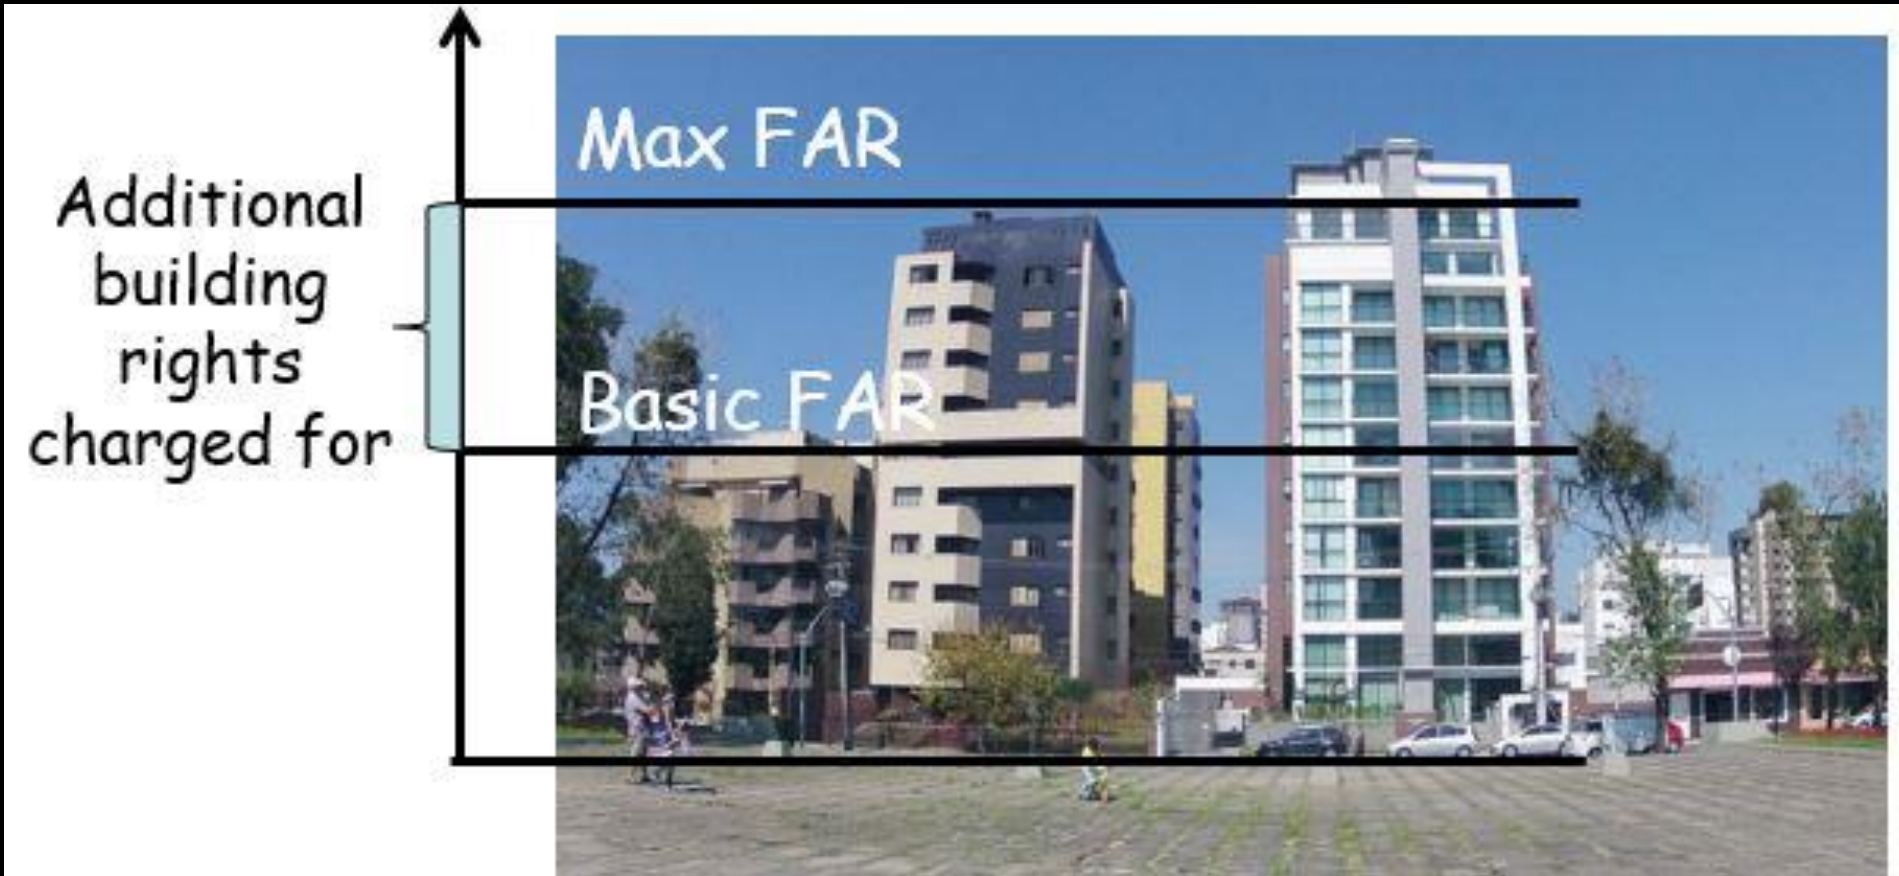 Max FAR
Additional
building
rights
charged for
Basic FAR